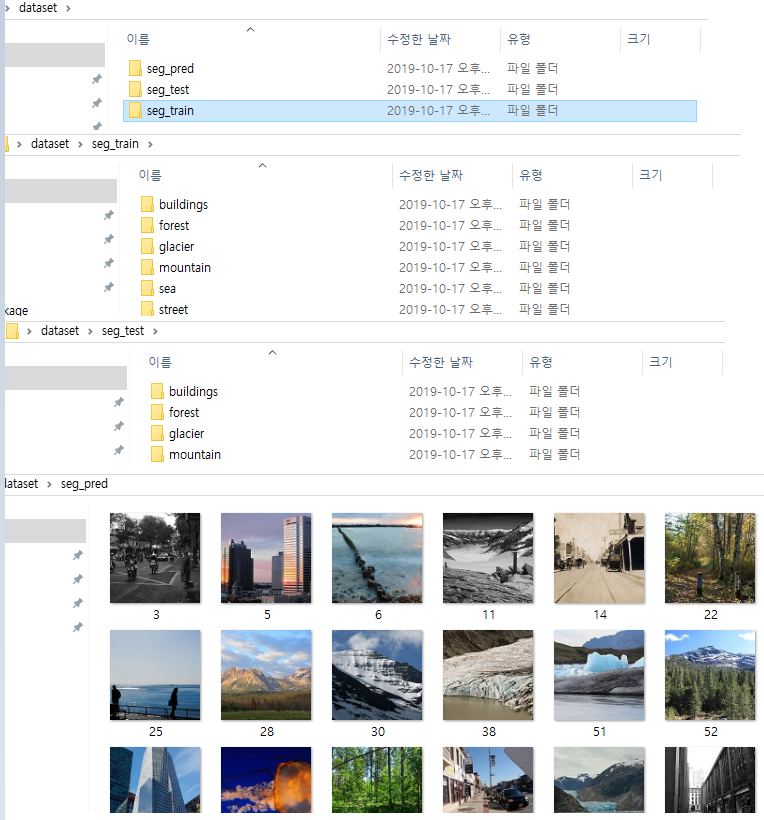 dataset
이름 수정한 날짜 유형 크기
seg_pred 2019-10-17 오후... 파일 폴더
seg_test 2019-10-17 오후... 파일 폴더
seg_train 2019-10-17 오후... 파일 폴더
dataset seg_train
이름 수정한 날짜 유형 크기
buildings 2019-10-17 오후... 파일 폴더
forest 2019-10-17 오후... 파일 폴더
glacier 2019-10-17 오후... 파일 폴더
mountain 2019-10-17 오후... 파일 폴더
sea 2019-10-17 오후... 파일 폴더
kage street 2019-10-17 오후... 파일 폴더
dataset seg_test
이름 수정한 날짜 유형 크기
buildings 2019-10-17 오후... 파일 폴더
forest 2019-10-17 오후... 파일 폴더
glacier 2019-10-17 오후... 파일 폴더
mountain 2019-10-17 오후... 파일 폴더
dataset seg_pred
3 5 6 11 14 22
25 28 30 38 51 52